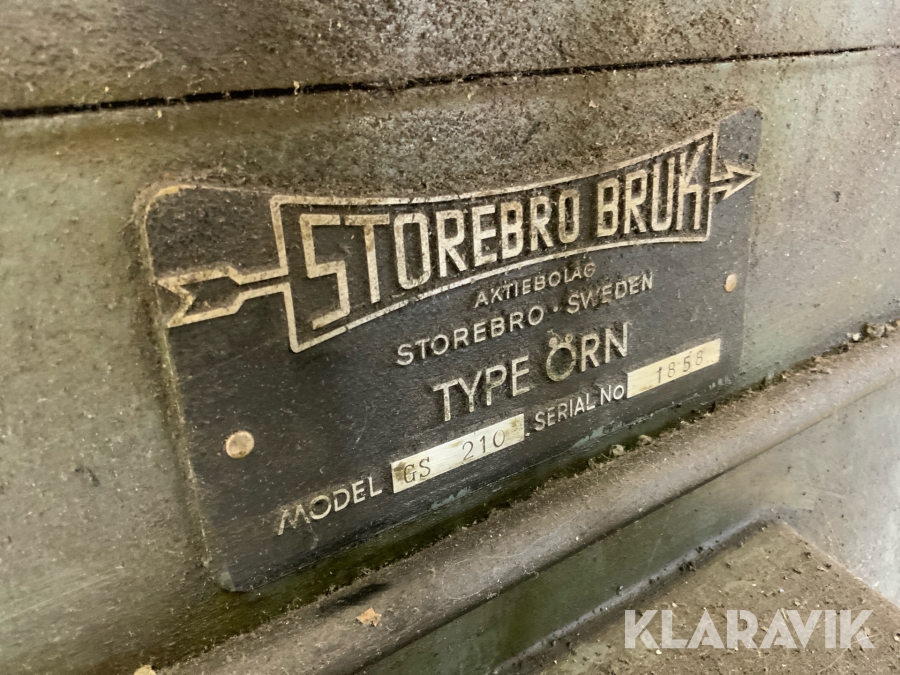 STOREBRO BRUK
AKTIEBOLAG
STOREBRO · SWEDEN
TYPE ÖRN
MODEL GS 210 SERIAL No 1858
KLARAVIK